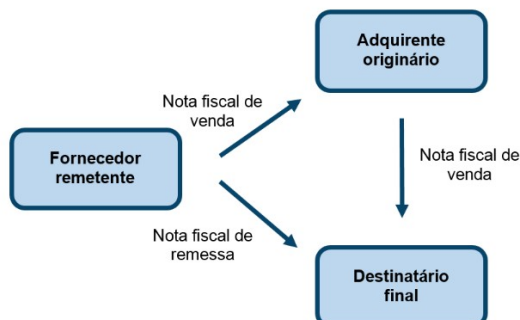 Adquirente
originário
Nota fiscal de
venda
Fornecedor
remetente
Nota fiscal de
venda
Nota fiscal de
remessa
Destinatário
final